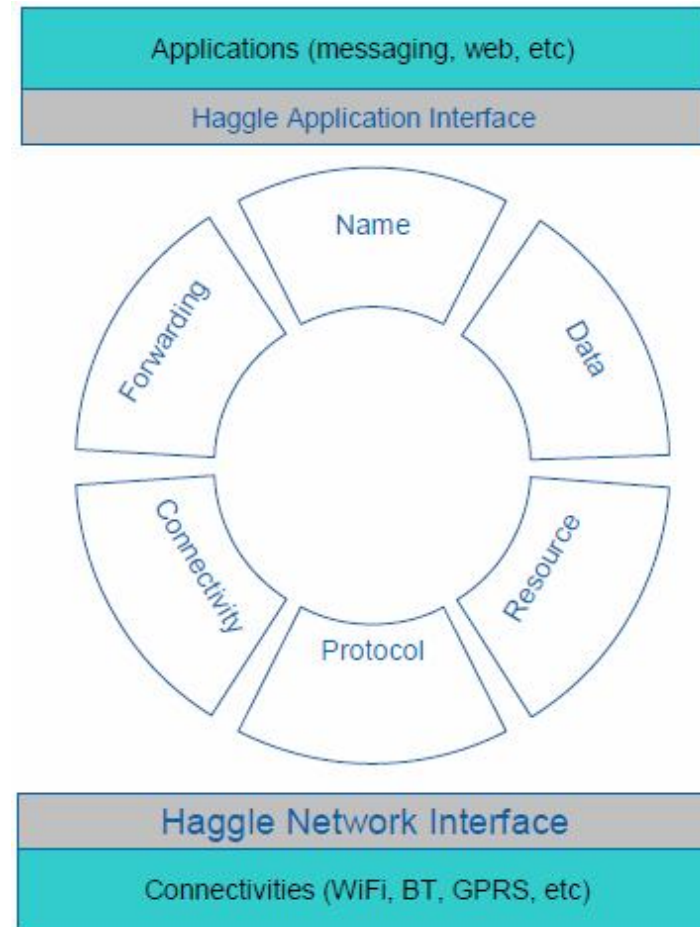 Applications (messaging, web, etc)
Haggle Application Interface
Name
Forwarding
Data
Connectivity
Resource
Protocol
Haggle Network Interface
Connectivities (WiFi, BT, GPRS, etc)